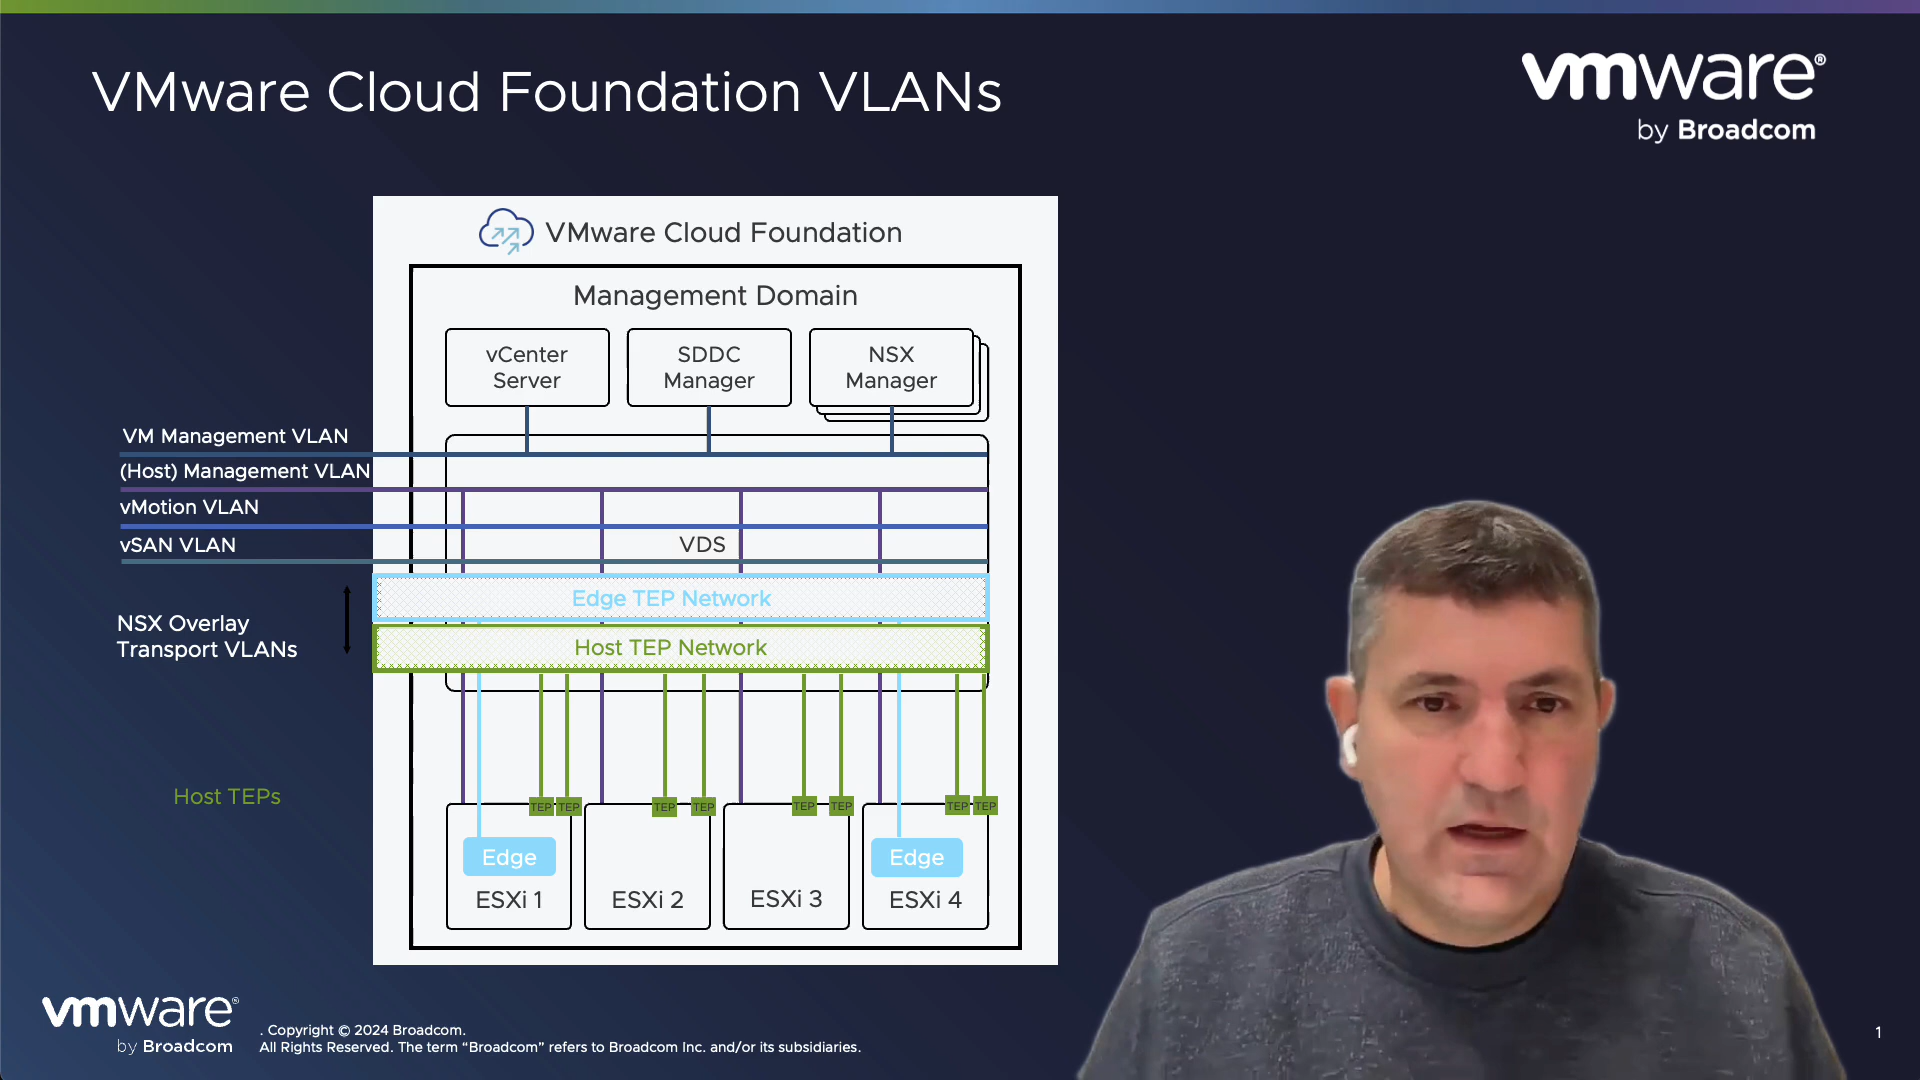 VMware Cloud Foundation VLANs
vmware®
by Broadcom
VMware Cloud Foundation
Management Domain
vCenter
Server
SDDC
Manager
NSX
Manager
VM Management VLAN
(Host) Management VLAN
vMotion VLAN
vSAN VLAN
VDS
Edge TEP Network
NSX Overlay
Transport VLANs
Host TEP Network
Host TEPs
TEP TEP TEP TEP TEP TEP TEP TEP
Edge Edge
ESXi 1 ESXi 2 ESXi 3 ESXi 4
vmware®
by Broadcom
. Copyright © 2024 Broadcom.
All Rights Reserved. The term “Broadcom” refers to Broadcom Inc. and/or its subsidiaries.
1